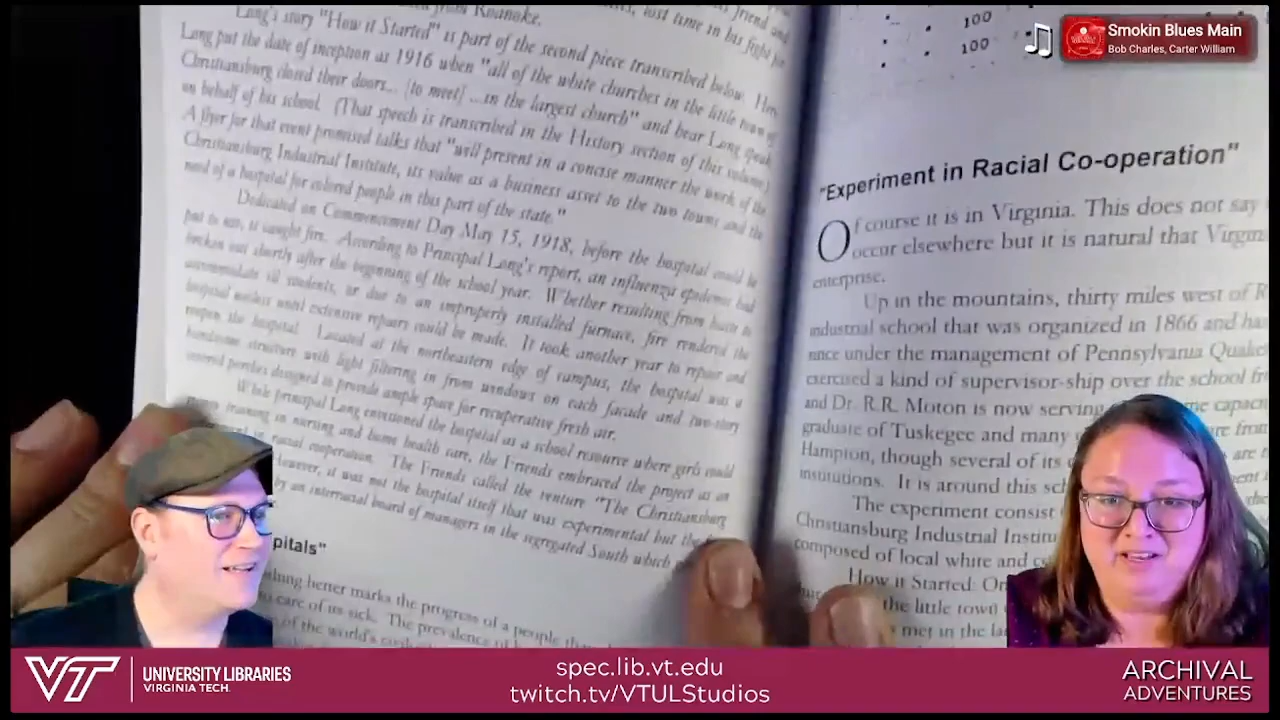 from Roanoke.
lost time in his fight for
Long's story "How it Started" is part of the second piece transcribed below. Here,
Long put the date of inception at 1916 when "all of the white churches in the little town of
Christiansburg closed their doors... [to meet] ...in the largest church" and hear Long speak
on behalf of his school. (That speech is transcribed in the History section of this volume.)
A flyer for that event promised talks that "well present in a concise manner the work of the
Christiansburg Industrial Institute, its value as a business asset to the two towns and the
need of a hospital for colored people in this part of the state."
Dedicated on Commencement Day May 15, 1918, before the hospital could be
put to use, it caught fire. According to Principal Long's report, an influenza epidemic had
broken out shortly after the beginning of the school year. Whether resulting from haste to
accommodate ill students, or due to an improperly installed furnace, fire rendered the
hospital useless until extensive repairs could be made. It took another year to repair and
reopen the hospital. Located at the northeastern edge of campus, the hospital was a
handsome structure with light filtering in from windows on each facade and two-story
covered porches designed to provide ample space for recuperative fresh air.
While principal Long envisioned the hospital as a school resource where girls could
training in nursing and home health care, the Friends embraced the project as an
in racial cooperation. The Friends called the venture "The Christiansburg
However, it was not the hospital itself that was experimental but the
by an interracial board of managers in the segregated South which
pitals"
better marks the progress of a people than
care of its sick. The prevalence of
of the world's
100
100
"Experiment in Racial Co-operation"
Of course it is in Virginia. This does not say
occur elsewhere but it is natural that
enterprise.
Up in the mountains, thirty miles west of
industrial school that was organized in 1866 and
since under the management of Pennsylvania
exercised a kind of supervisor-ship over the school
and Dr. R.R. Moton is now serving
graduate of Tuskegee and many
Hampton, though several of its
institutions. It is around this
The experiment
Christiansburg Industrial
composed of local white and
How it Started:
the little town
met in the
Smokin Blues Main
Bob Charles, Carter William
VT
UNIVERSITY LIBRARIES
VIRGINIA TECH.
spec.lib.vt.edu
twitch.tv/VTULStudios
ARCHIVAL
ADVENTURES